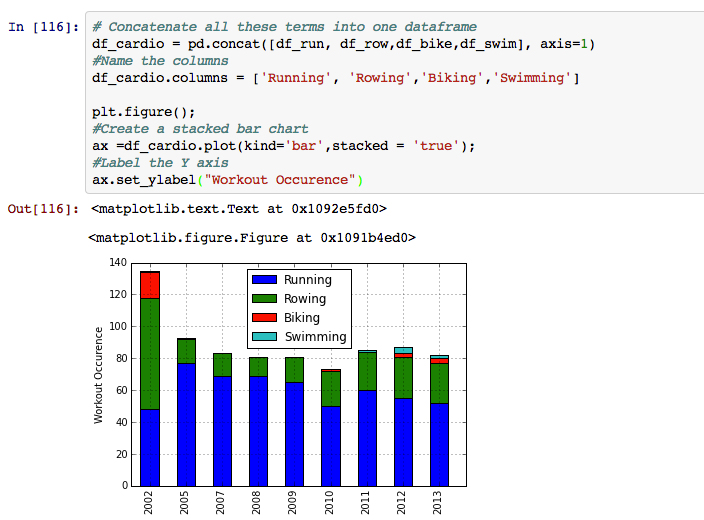 In [116]: # Concatenate all these terms into one dataframe
df_cardio = pd.concat([df_run, df_row,df_bike,df_swim], axis=1)
#Name the columns
df_cardio.columns = ['Running', 'Rowing','Biking','Swimming']
plt.figure();
#Create a stacked bar chart
ax =df_cardio.plot(kind='bar',stacked = 'true');
#Label the Y axis
ax.set_ylabel("Workout Occurence")
Out[116]: <matplotlib.text.Text at 0x1092e5fd0>
<matplotlib.figure.Figure at 0x1091b4ed0>
140
120
100
80
60
40
20
0
Workout Occurence
Running
Rowing
Biking
Swimming
2002 2005 2007 2008 2009 2010 2011 2012 2013